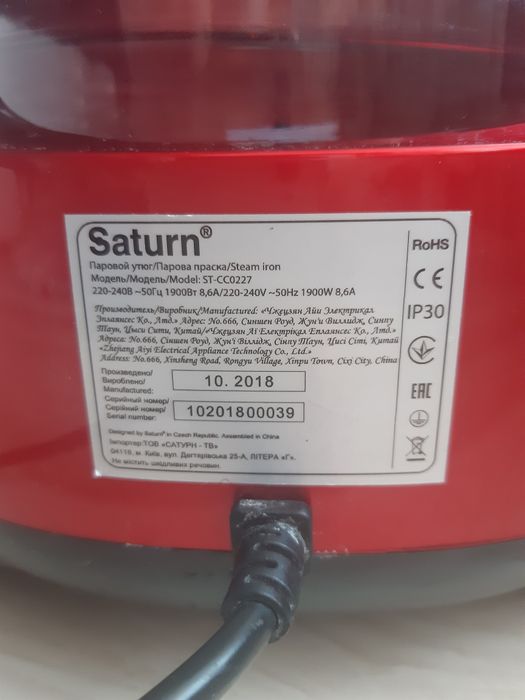 Saturn®
Паровой утюг/Парова праска/Steam iron
Модель/Модель/Model: ST-CC0227
220-240В ~50Гц 1900Вт 8,6А/220-240V ~50Hz 1900W 8,6A
Производитель/Виробник/Manufactured: «Чжецзян Айи Электрикал
Эплаянсес Ко., Лтд.» Адрес: No.666, Синшен Роуд, Жун'и Вилладж, Синпу
Таун, Цыси Сити, Китай/«Чжецзян Аі Електрікал Еплаянсес Ко., Лтд.»
Адреса: No.666, Сіншен Роуд, Жун'ї Вілладж, Сінпу Таун, Цисі Сіті, Китай
«Zhejiang Aiyi Electrical Appliance Technology Co., Ltd.»
Address: No.666, Xinsheng Road, Rongyu Village, Xinpu Town, Cixi City, China
Произведено/
Вироблено/
Manufactured:
10. 2018
Серийный номер/
Серійний номер/
Serial number:
10201800039
Designed by Saturn® in Czech Republic. Assembled in China
Імпортер:ТОВ «САТУРН - ТВ»
04119, м. Київ, вул. Дегтярівська 25-А, ЛІТЕРА «Г».
Не містить шкідливих речовин.
RoHS
CE
IP30
EAC